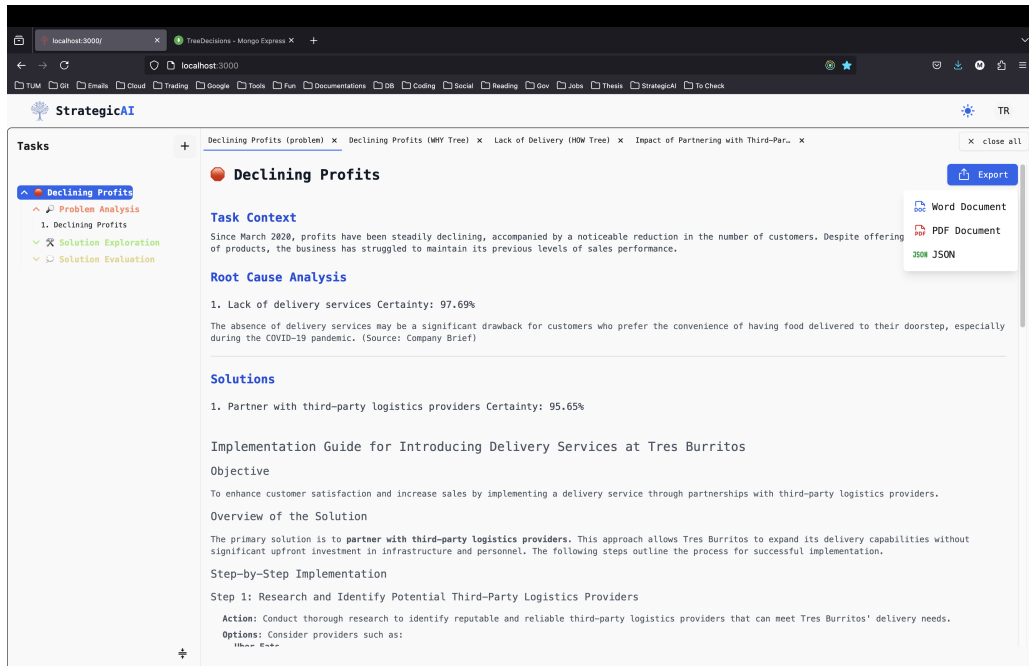 localhost:3000/
TreeDecisions - Mongo Express
localhost:3000
TUM Git Emails Cloud Trading Google Tools Fun Documentations DB Coding Social Reading Gov Jobs Thesis StrategicAI To Check
StrategicAI
TR
Tasks
+
Declining Profits (problem) × Declining Profits (WHY Tree) × Lack of Delivery (HOW Tree) × Impact of Partnering with Third-Par… ×
× close all
Declining Profits
Export
Word Document
PDF Document
JSON JSON
Declining Profits
Problem Analysis
1. Declining Profits
Solution Exploration
Solution Evaluation
Task Context
Since March 2020, profits have been steadily declining, accompanied by a noticeable reduction in the number of customers. Despite offering
of products, the business has struggled to maintain its previous levels of sales performance.
Root Cause Analysis
1. Lack of delivery services Certainty: 97.69%
The absence of delivery services may be a significant drawback for customers who prefer the convenience of having food delivered to their doorstep, especially
during the COVID-19 pandemic. (Source: Company Brief)
Solutions
1. Partner with third-party logistics providers Certainty: 95.65%
Implementation Guide for Introducing Delivery Services at Tres Burritos
Objective
To enhance customer satisfaction and increase sales by implementing a delivery service through partnerships with third-party logistics providers.
Overview of the Solution
The primary solution is to partner with third-party logistics providers. This approach allows Tres Burritos to expand its delivery capabilities without
significant upfront investment in infrastructure and personnel. The following steps outline the process for successful implementation.
Step-by-Step Implementation
Step 1: Research and Identify Potential Third-Party Logistics Providers
Action: Conduct thorough research to identify reputable and reliable third-party logistics providers that can meet Tres Burritos' delivery needs.
Options: Consider providers such as:
Uber Eats